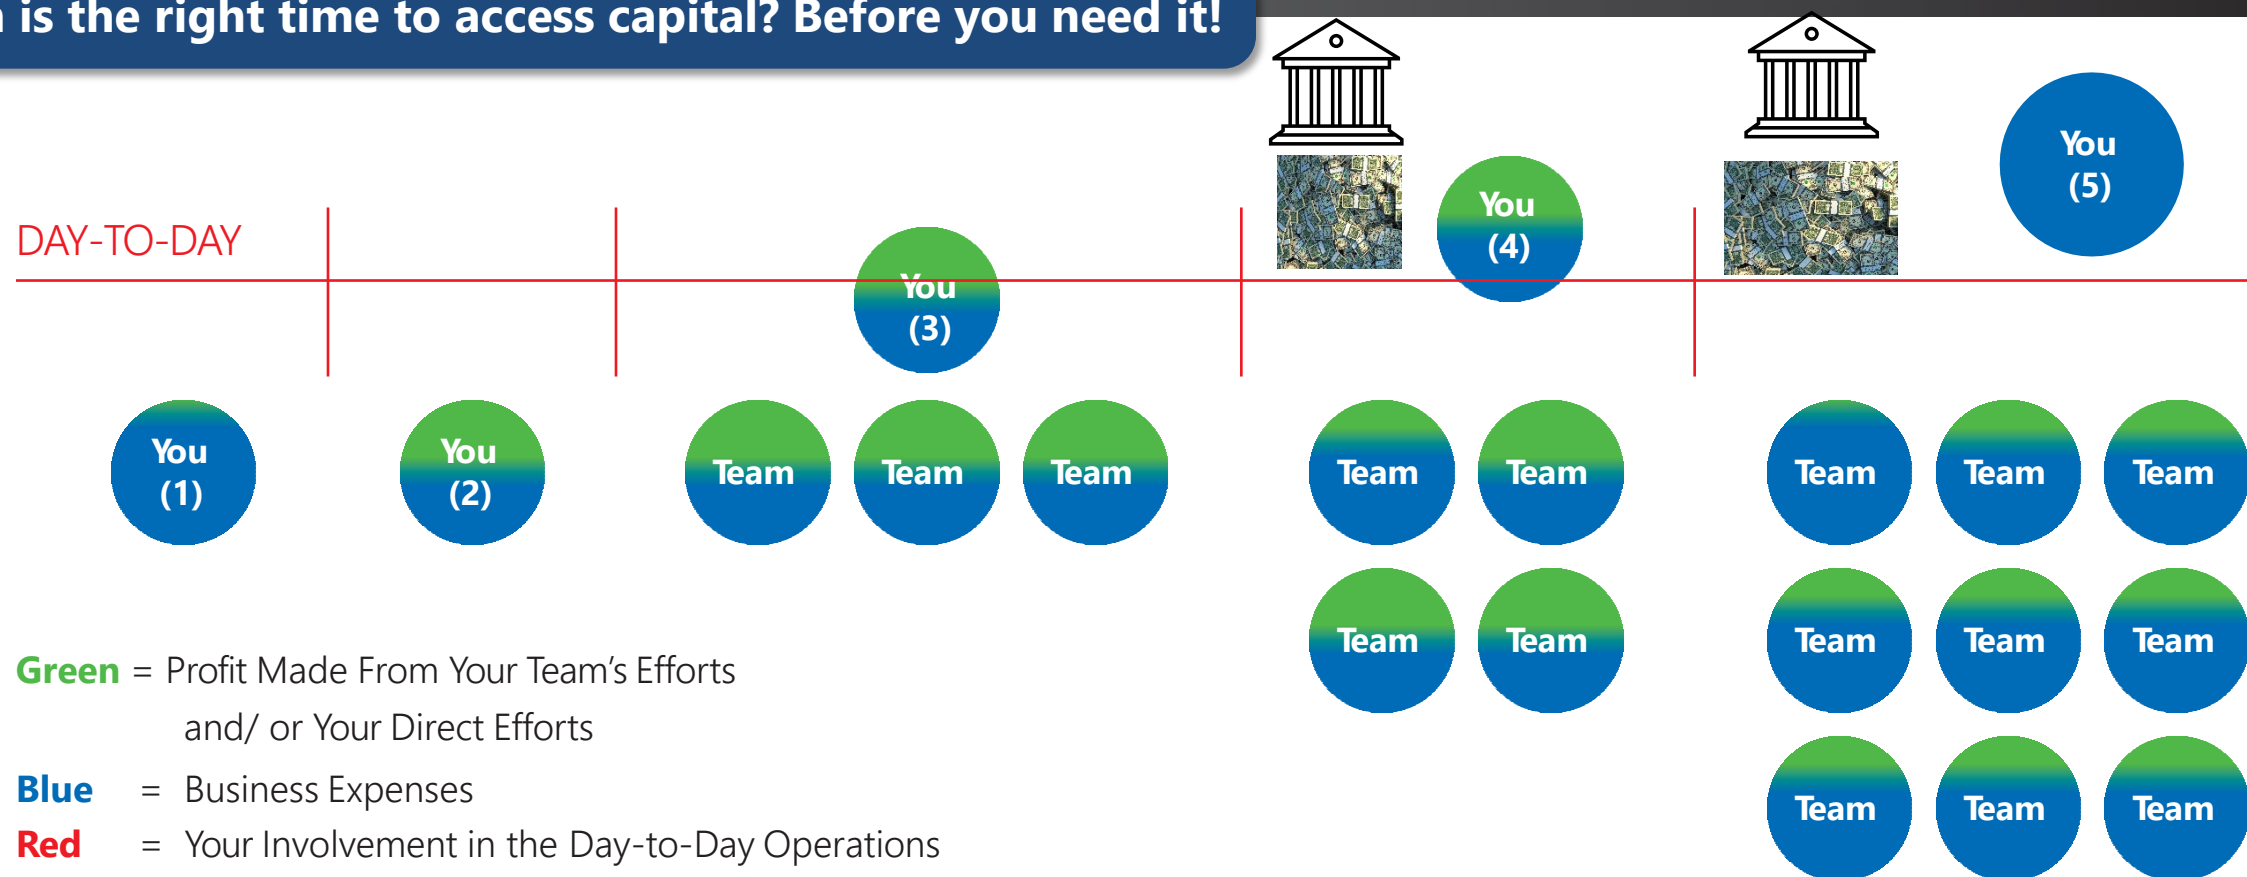 is the right time to access capital? Before you need it!
DAY-TO-DAY
You
(1)
You
(2)
You
(3)
Team
Team
Team
You
(4)
Team
Team
Team
Team
You
(5)
Team
Team
Team
Team
Team
Team
Team
Team
Team
Green = Profit Made From Your Team’s Efforts
and/ or Your Direct Efforts
Blue = Business Expenses
Red = Your Involvement in the Day-to-Day Operations